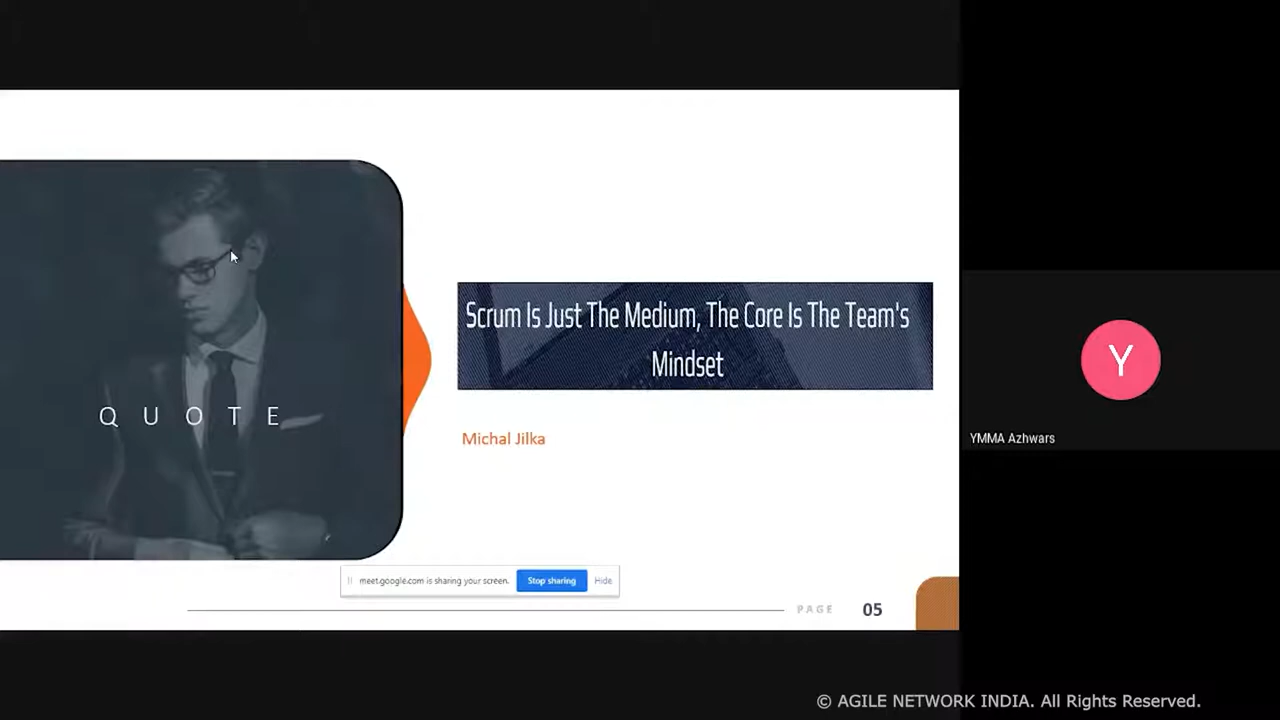 QUOTE
Scrum Is Just The Medium, The Core Is The Team's
Mindset
Michal Jilka
meet.google.com is sharing your screen. Stop sharing Hide
PAGE 05
Y
YMMA Azhwars
© AGILE NETWORK INDIA. All Rights Reserved.